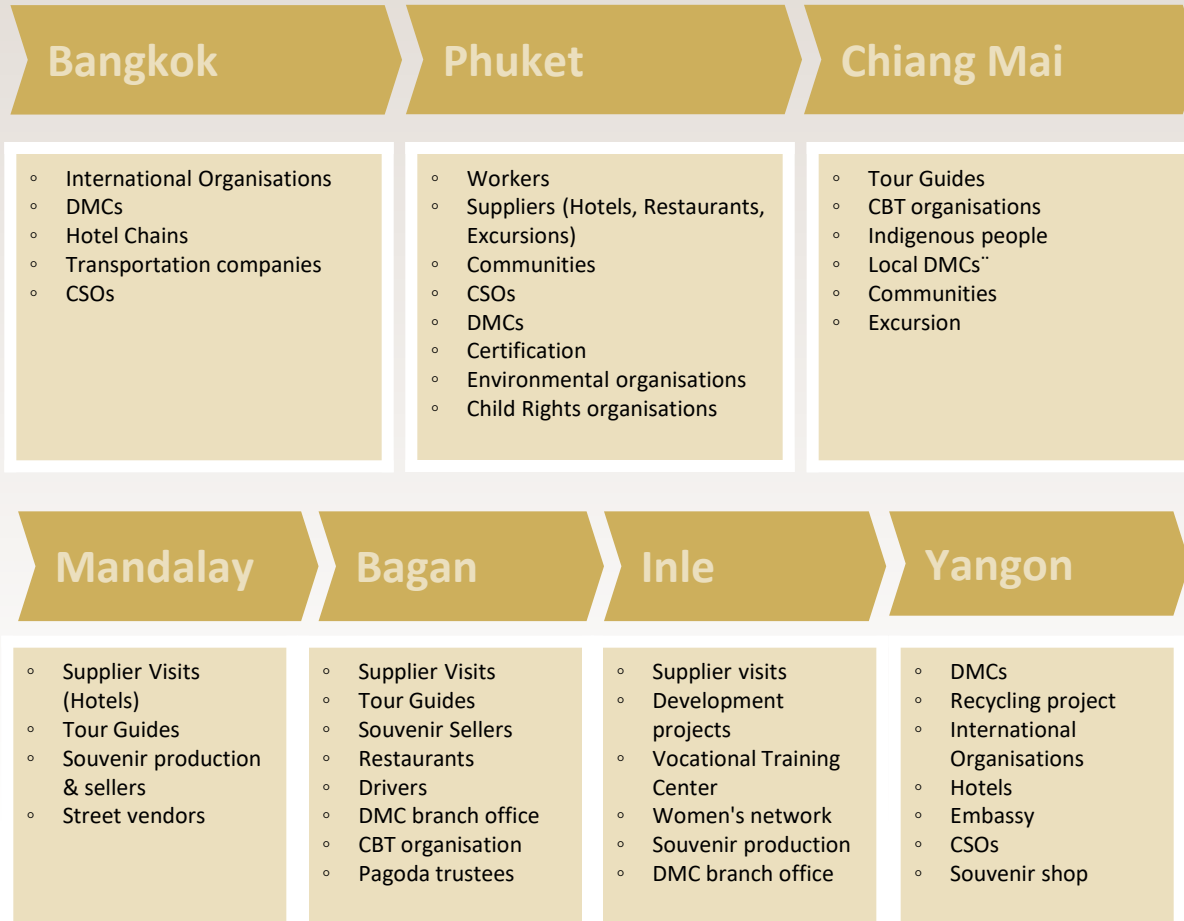 Bangkok
◦ International Organisations
◦ DMCs
◦ Hotel Chains
◦ Transportation companies
◦ CSOs
Phuket
◦ Workers
◦ Suppliers (Hotels, Restaurants,
Excursions)
◦ Communities
◦ CSOs
◦ DMCs
◦ Certification
◦ Environmental organisations
◦ Child Rights organisations
Chiang Mai
◦ Tour Guides
◦ CBT organisations
◦ Indigenous people
◦ Local DMCs¨
◦ Communities
◦ Excursion
Mandalay
◦ Supplier Visits
(Hotels)
◦ Tour Guides
◦ Souvenir production
& sellers
◦ Street vendors
Bagan
◦ Supplier Visits
◦ Tour Guides
◦ Souvenir Sellers
◦ Restaurants
◦ Drivers
◦ DMC branch office
◦ CBT organisation
◦ Pagoda trustees
Inle
◦ Supplier visits
◦ Development
projects
◦ Vocational Training
Center
◦ Women's network
◦ Souvenir production
◦ DMC branch office
Yangon
◦ DMCs
◦ Recycling project
◦ International
Organisations
◦ Hotels
◦ Embassy
◦ CSOs
◦ Souvenir shop